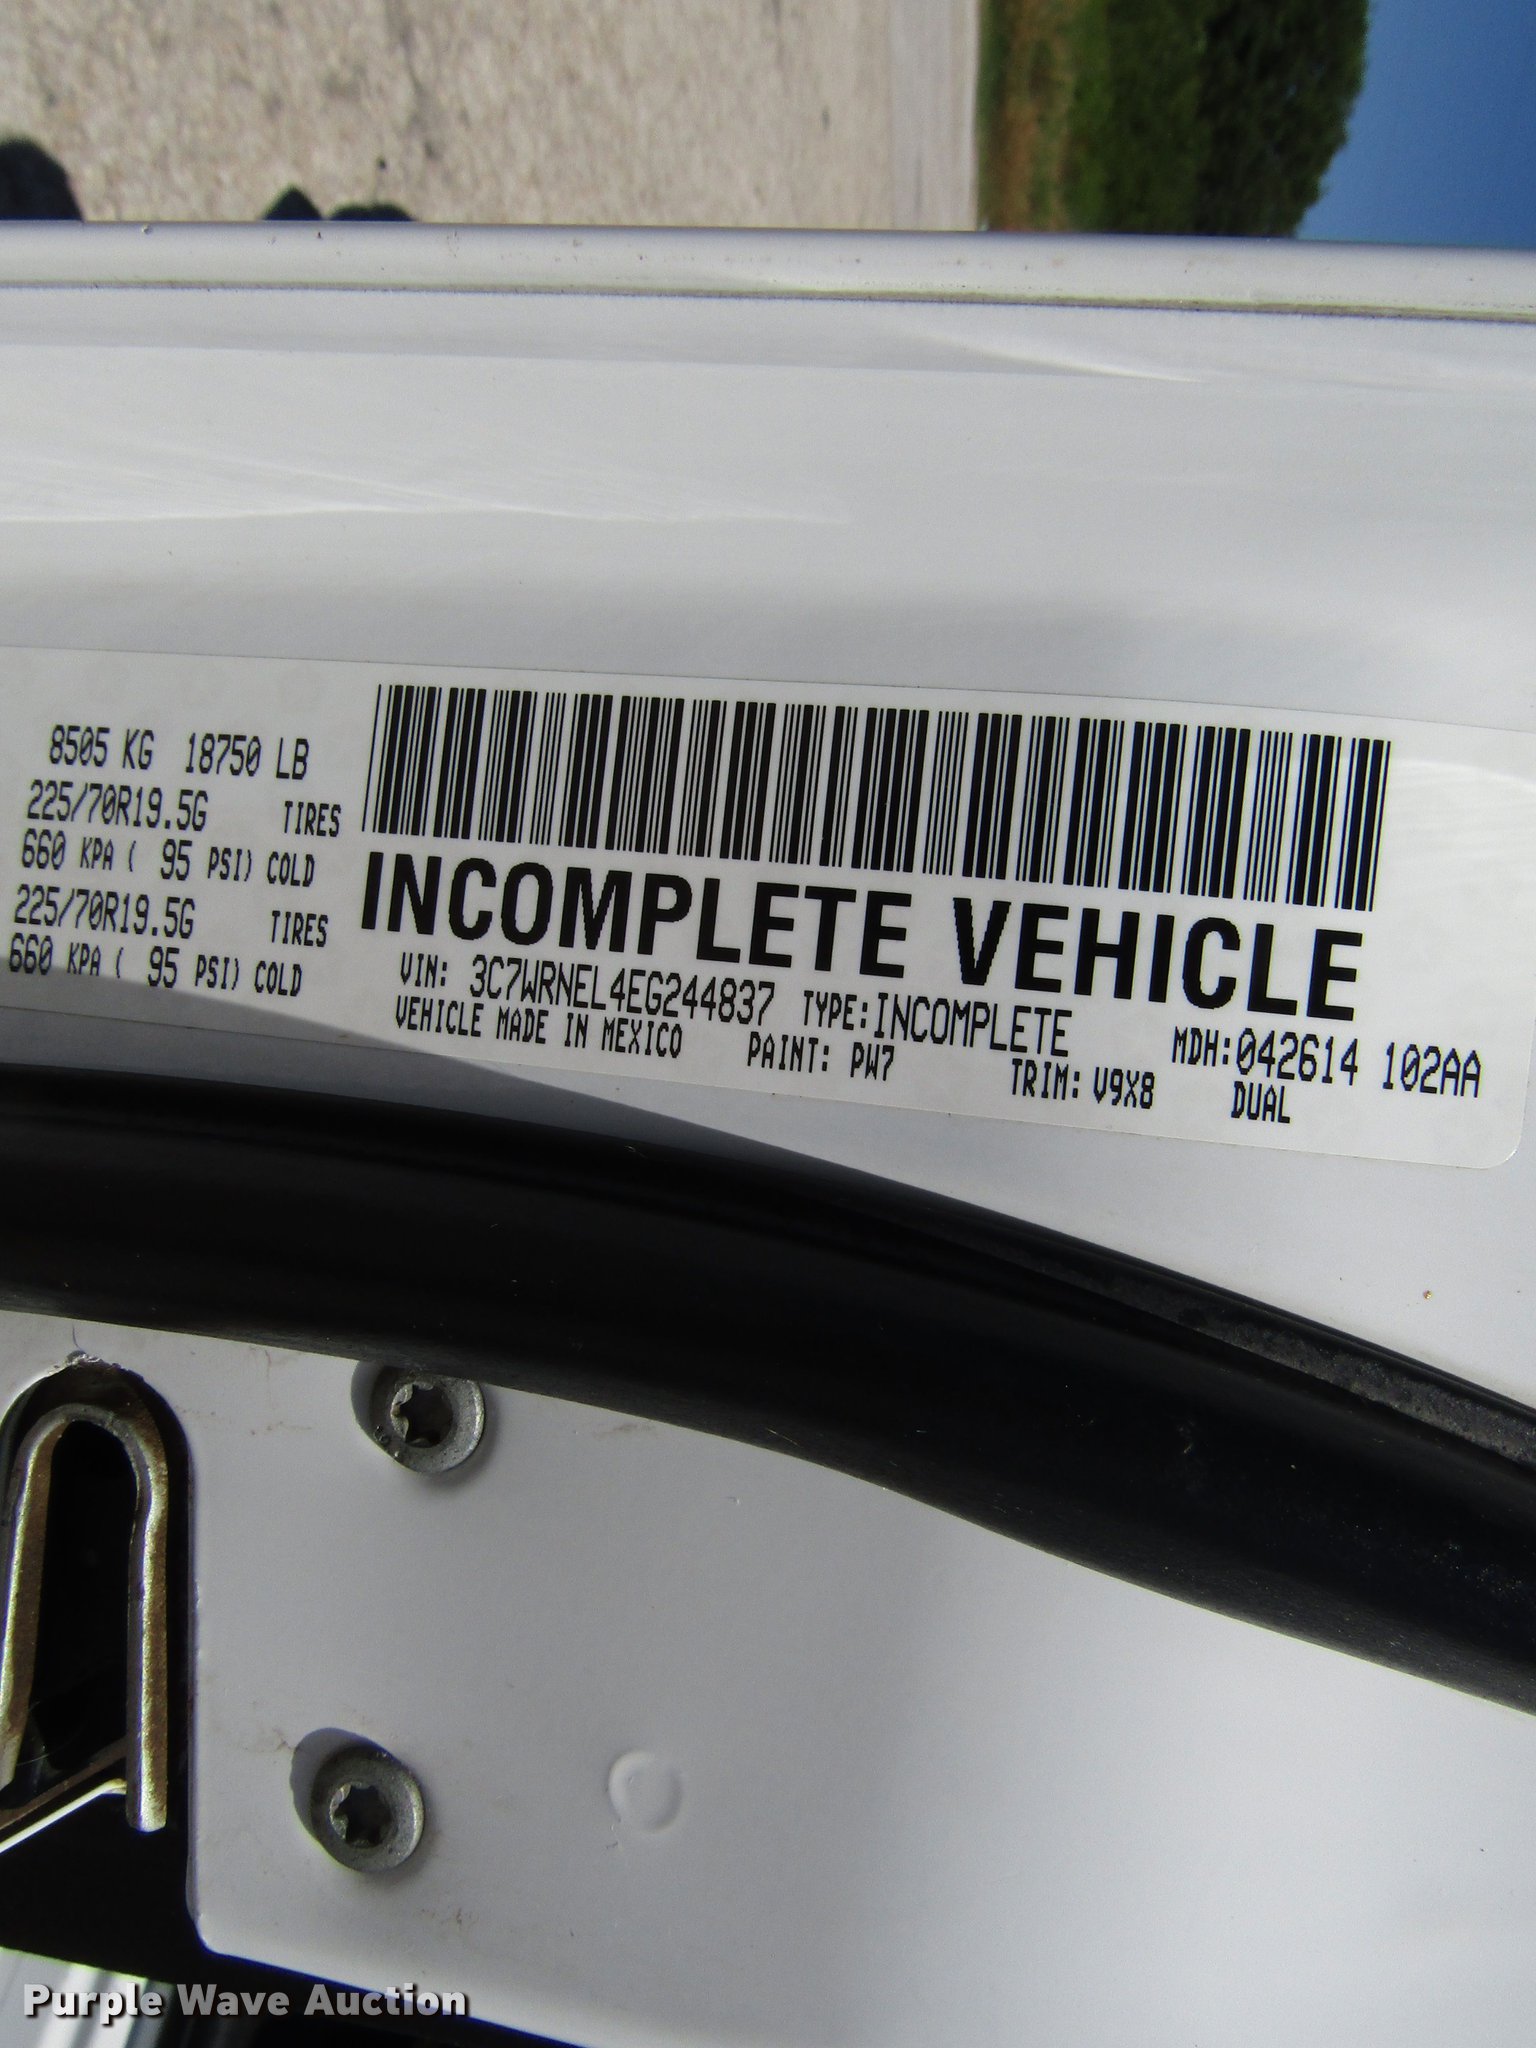 8505 KG 18750 LB
225/70R19.5G TIRES
660 KPA ( 95 PSI) COLD
225/70R19.5G TIRES
660 KPA ( 95 PSI) COLD
INCOMPLETE VEHICLE
VIN: 3C7WRNEL4EG244837 TYPE:INCOMPLETE MDH:042614 102AA
VEHICLE MADE IN MEXICO PAINT: PW7 TRIM: V9X8 DUAL
Purple Wave Auction